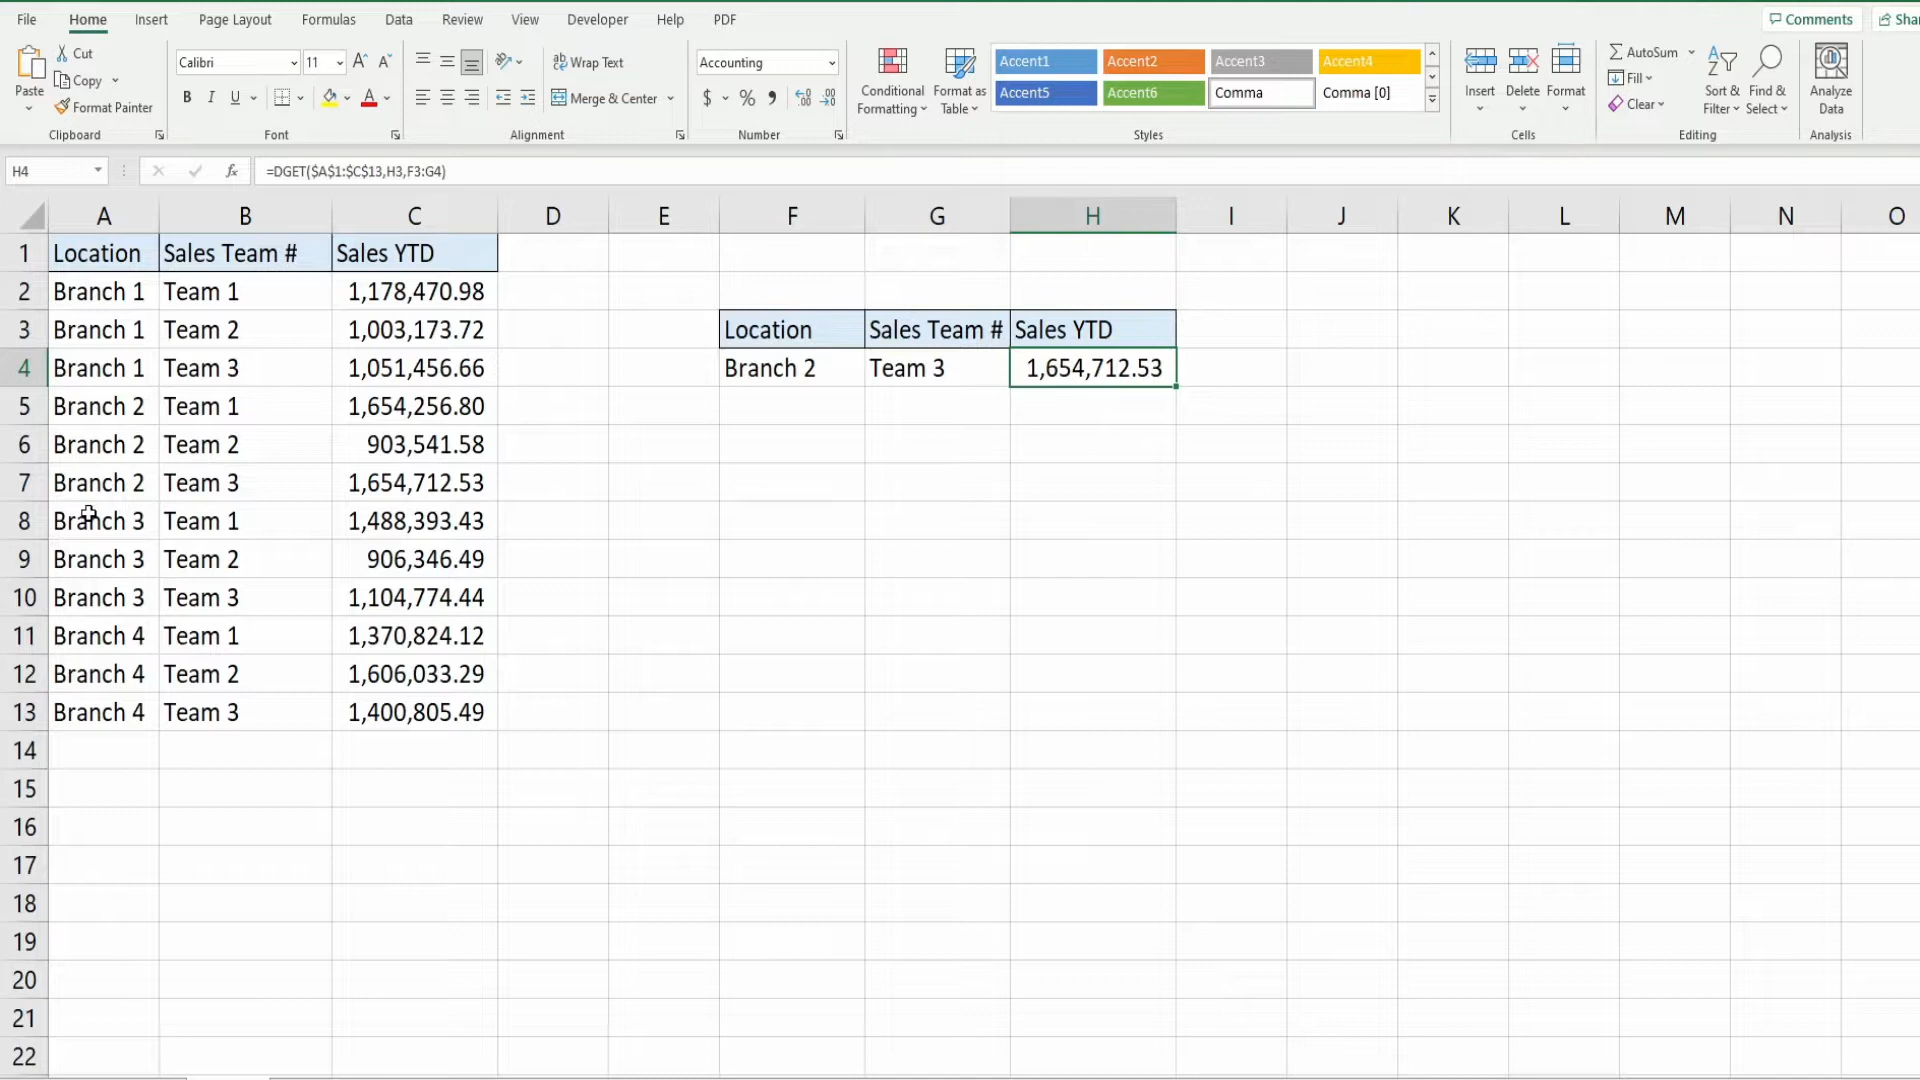 File Home Insert Page Layout Formulas Data Review View Developer Help PDF Comments
Paste Cut Copy Format Painter Clipboard
Calibri 11 A A B I U A Font
ab Wrap Text Merge & Center Alignment
Accounting $ % Number
Conditional Formatting Format as Table
Accent1 Accent2 Accent3 Accent4
Accent5 Accent6 Comma Comma [0]
Styles
Insert Delete Format Cells
AutoSum Fill Clear Sort & Filter Find & Select Editing
Analyze Data Analysis
H4 fx =DGET($A$1:$C$13,H3,F3:G4)
A B C D E F G H I J K L M N O
1 Location Sales Team # Sales YTD
2 Branch 1 Team 1 1,178,470.98
3 Branch 1 Team 2 1,003,173.72 Location Sales Team # Sales YTD
4 Branch 1 Team 3 1,051,456.66 Branch 2 Team 3 1,654,712.53
5 Branch 2 Team 1 1,654,256.80
6 Branch 2 Team 2 903,541.58
7 Branch 2 Team 3 1,654,712.53
8 Branch 3 Team 1 1,488,393.43
9 Branch 3 Team 2 906,346.49
10 Branch 3 Team 3 1,104,774.44
11 Branch 4 Team 1 1,370,824.12
12 Branch 4 Team 2 1,606,033.29
13 Branch 4 Team 3 1,400,805.49
14
15
16
17
18
19
20
21
22